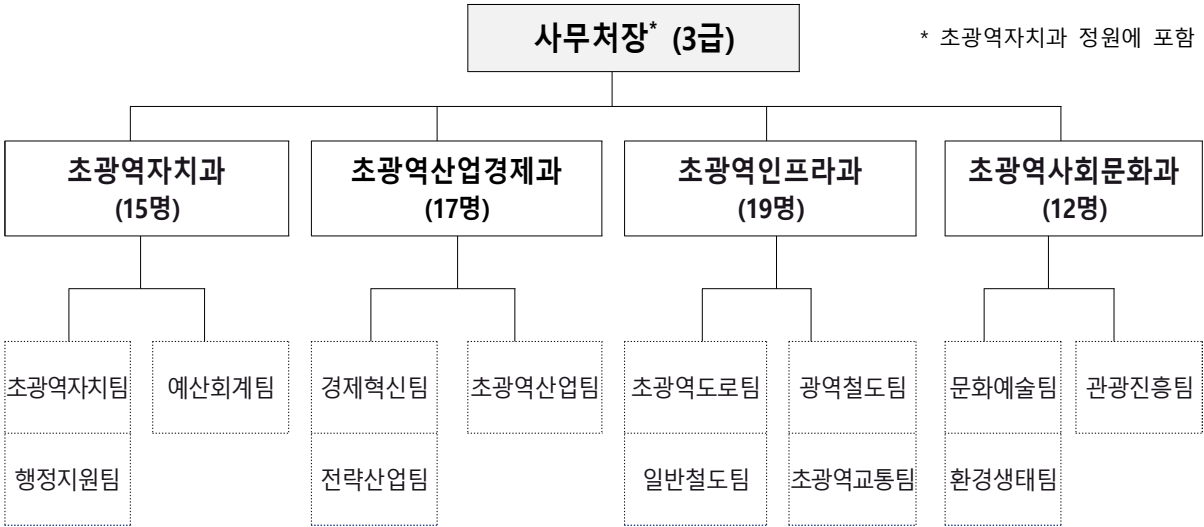 사무처장* (3급)
* 초광역자치과 정원에 포함
초광역자치과
(15명)
초광역산업경제과
(17명)
초광역인프라과
(19명)
초광역사회문화과
(12명)
초광역자치팀
예산회계팀
경제혁신팀
초광역산업팀
초광역도로팀
광역철도팀
문화예술팀
관광진흥팀
행정지원팀
전략산업팀
일반철도팀
초광역교통팀
환경생태팀